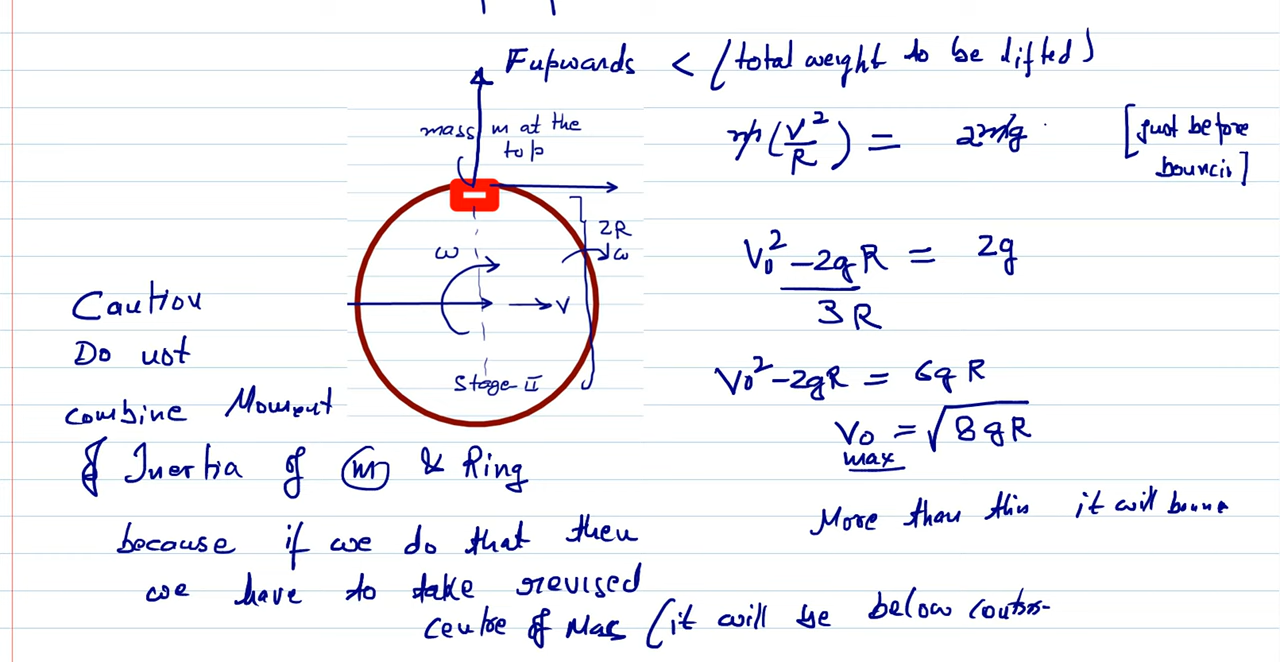 Fupwards < (total weight to be lifted)
mass m at the top
m(V²/R) = 2mg [just before bouncin]
2R
ω ω
→ V
Stage-II
V₀² - 2gR / 3R = 2g
V₀² - 2gR = 6gR
V₀ max = √8gR
More than this it will
Caution
Do not
combine Moment
of Inertia of m & Ring
because if we do that then
we have to take revised
Centre of Mas (it will be below